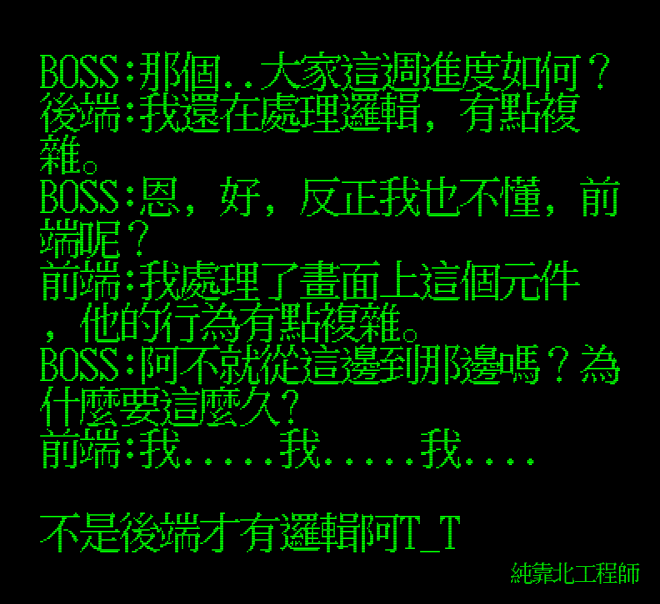 BOSS:那個..大家這週進度如何？
後端:我還在處理邏輯, 有點複
雜。
BOSS:恩, 好, 反正我也不懂, 前
端呢？
前端:我處理了畫面上這個元件
, 他的行為有點複雜。
BOSS:阿不就從這邊到那邊嗎？為
什麼要這麼久?
前端:我.....我.....我....
不是後端才有邏輯阿T_T
純靠北工程師